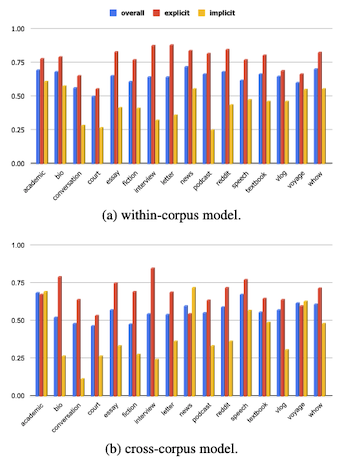 overall explicit implicit
1.00
0.75
0.50
0.25
0.00
academic bio conversation court essay fiction interview letter news podcast reddit speech textbook vlog voyage whow
(a) within-corpus model.
1.00
0.75
0.50
0.25
0.00
academic bio conversation court essay fiction interview letter news podcast reddit speech textbook vlog voyage whow
(b) cross-corpus model.